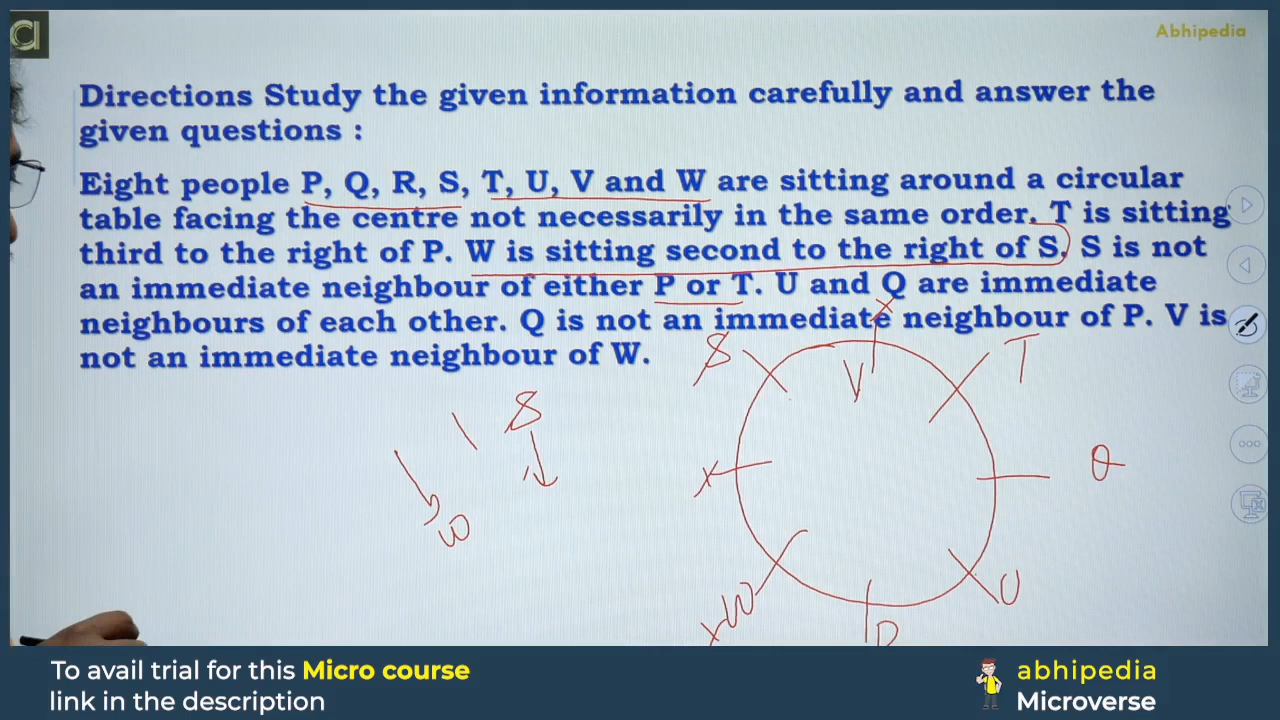 Abhipedia
Directions Study the given information carefully and answer the
given questions :
Eight people P, Q, R, S, T, U, V and W are sitting around a circular
table facing the centre not necessarily in the same order. T is sitting
third to the right of P. W is sitting second to the right of S. S is not
an immediate neighbour of either P or T. U and Q are immediate
neighbours of each other. Q is not an immediate neighbour of P. V is
not an immediate neighbour of W.
S
V
T
S
Q
W
W
U
P
To avail trial for this Micro course
link in the description
abhipedia
Microverse